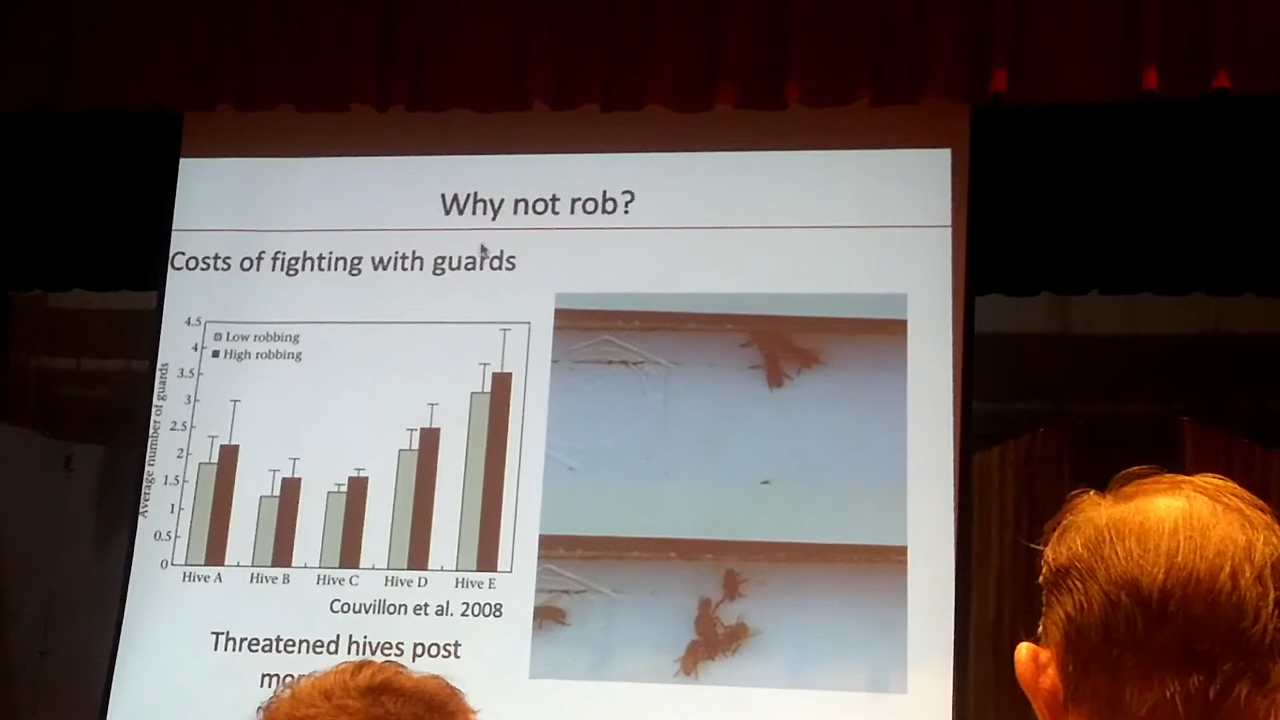 Why not rob?
Costs of fighting with guards
4.5
4
3.5
3
2.5
2
1.5
1
0.5
0
Average number of guards
Low robbing
High robbing
Hive A
Hive B
Hive C
Hive D
Hive E
Couvillon et al. 2008
Threatened hives post